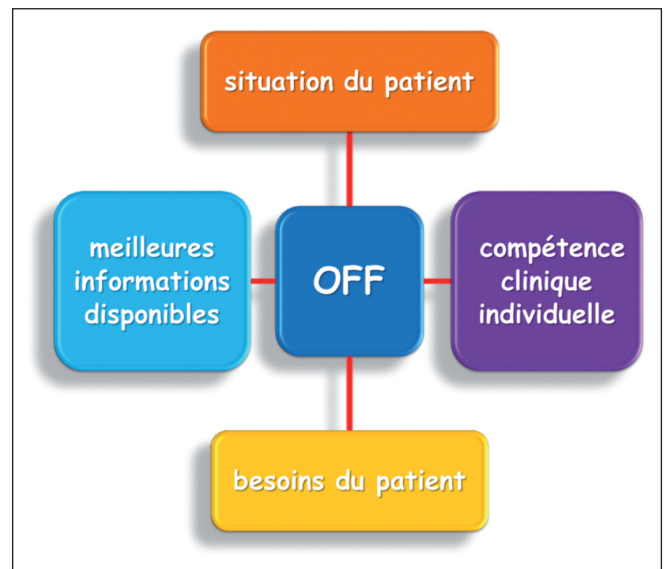 situation du patient
meilleures
informations
disponibles
OFF
compétence
clinique
individuelle
besoins du patient